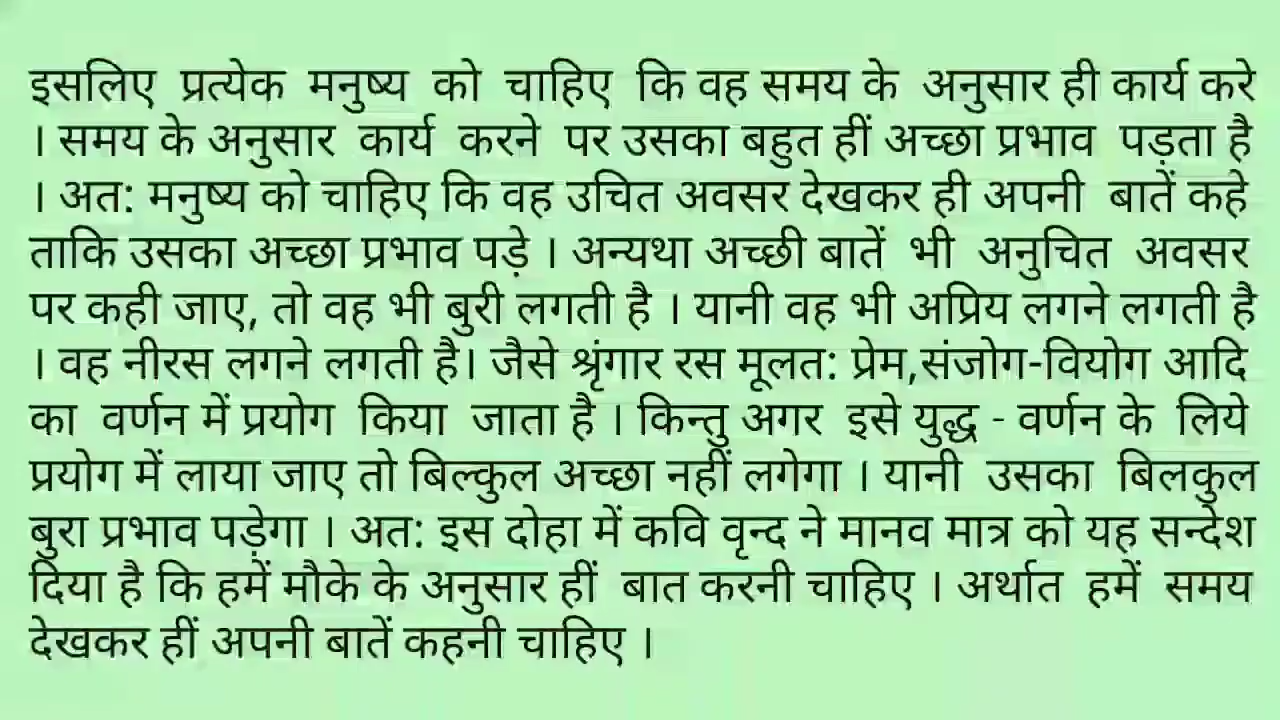 इसलिए प्रत्येक मनुष्य को चाहिए कि वह समय के अनुसार ही कार्य करे
। समय के अनुसार कार्य करने पर उसका बहुत हीं अच्छा प्रभाव पड़ता है
। अत: मनुष्य को चाहिए कि वह उचित अवसर देखकर ही अपनी बातें कहे
ताकि उसका अच्छा प्रभाव पड़े । अन्यथा अच्छी बातें भी अनुचित अवसर
पर कही जाए, तो वह भी बुरी लगती है । यानी वह भी अप्रिय लगने लगती है
। वह नीरस लगने लगती है। जैसे श्रृंगार रस मूलत: प्रेम,संजोग-वियोग आदि
का वर्णन में प्रयोग किया जाता है । किन्तु अगर इसे युद्ध - वर्णन के लिये
प्रयोग में लाया जाए तो बिल्कुल अच्छा नहीं लगेगा । यानी उसका बिलकुल
बुरा प्रभाव पड़ेगा । अत: इस दोहा में कवि वृन्द ने मानव मात्र को यह सन्देश
दिया है कि हमें मौके के अनुसार हीं बात करनी चाहिए । अर्थात हमें समय
देखकर हीं अपनी बातें कहनी चाहिए ।